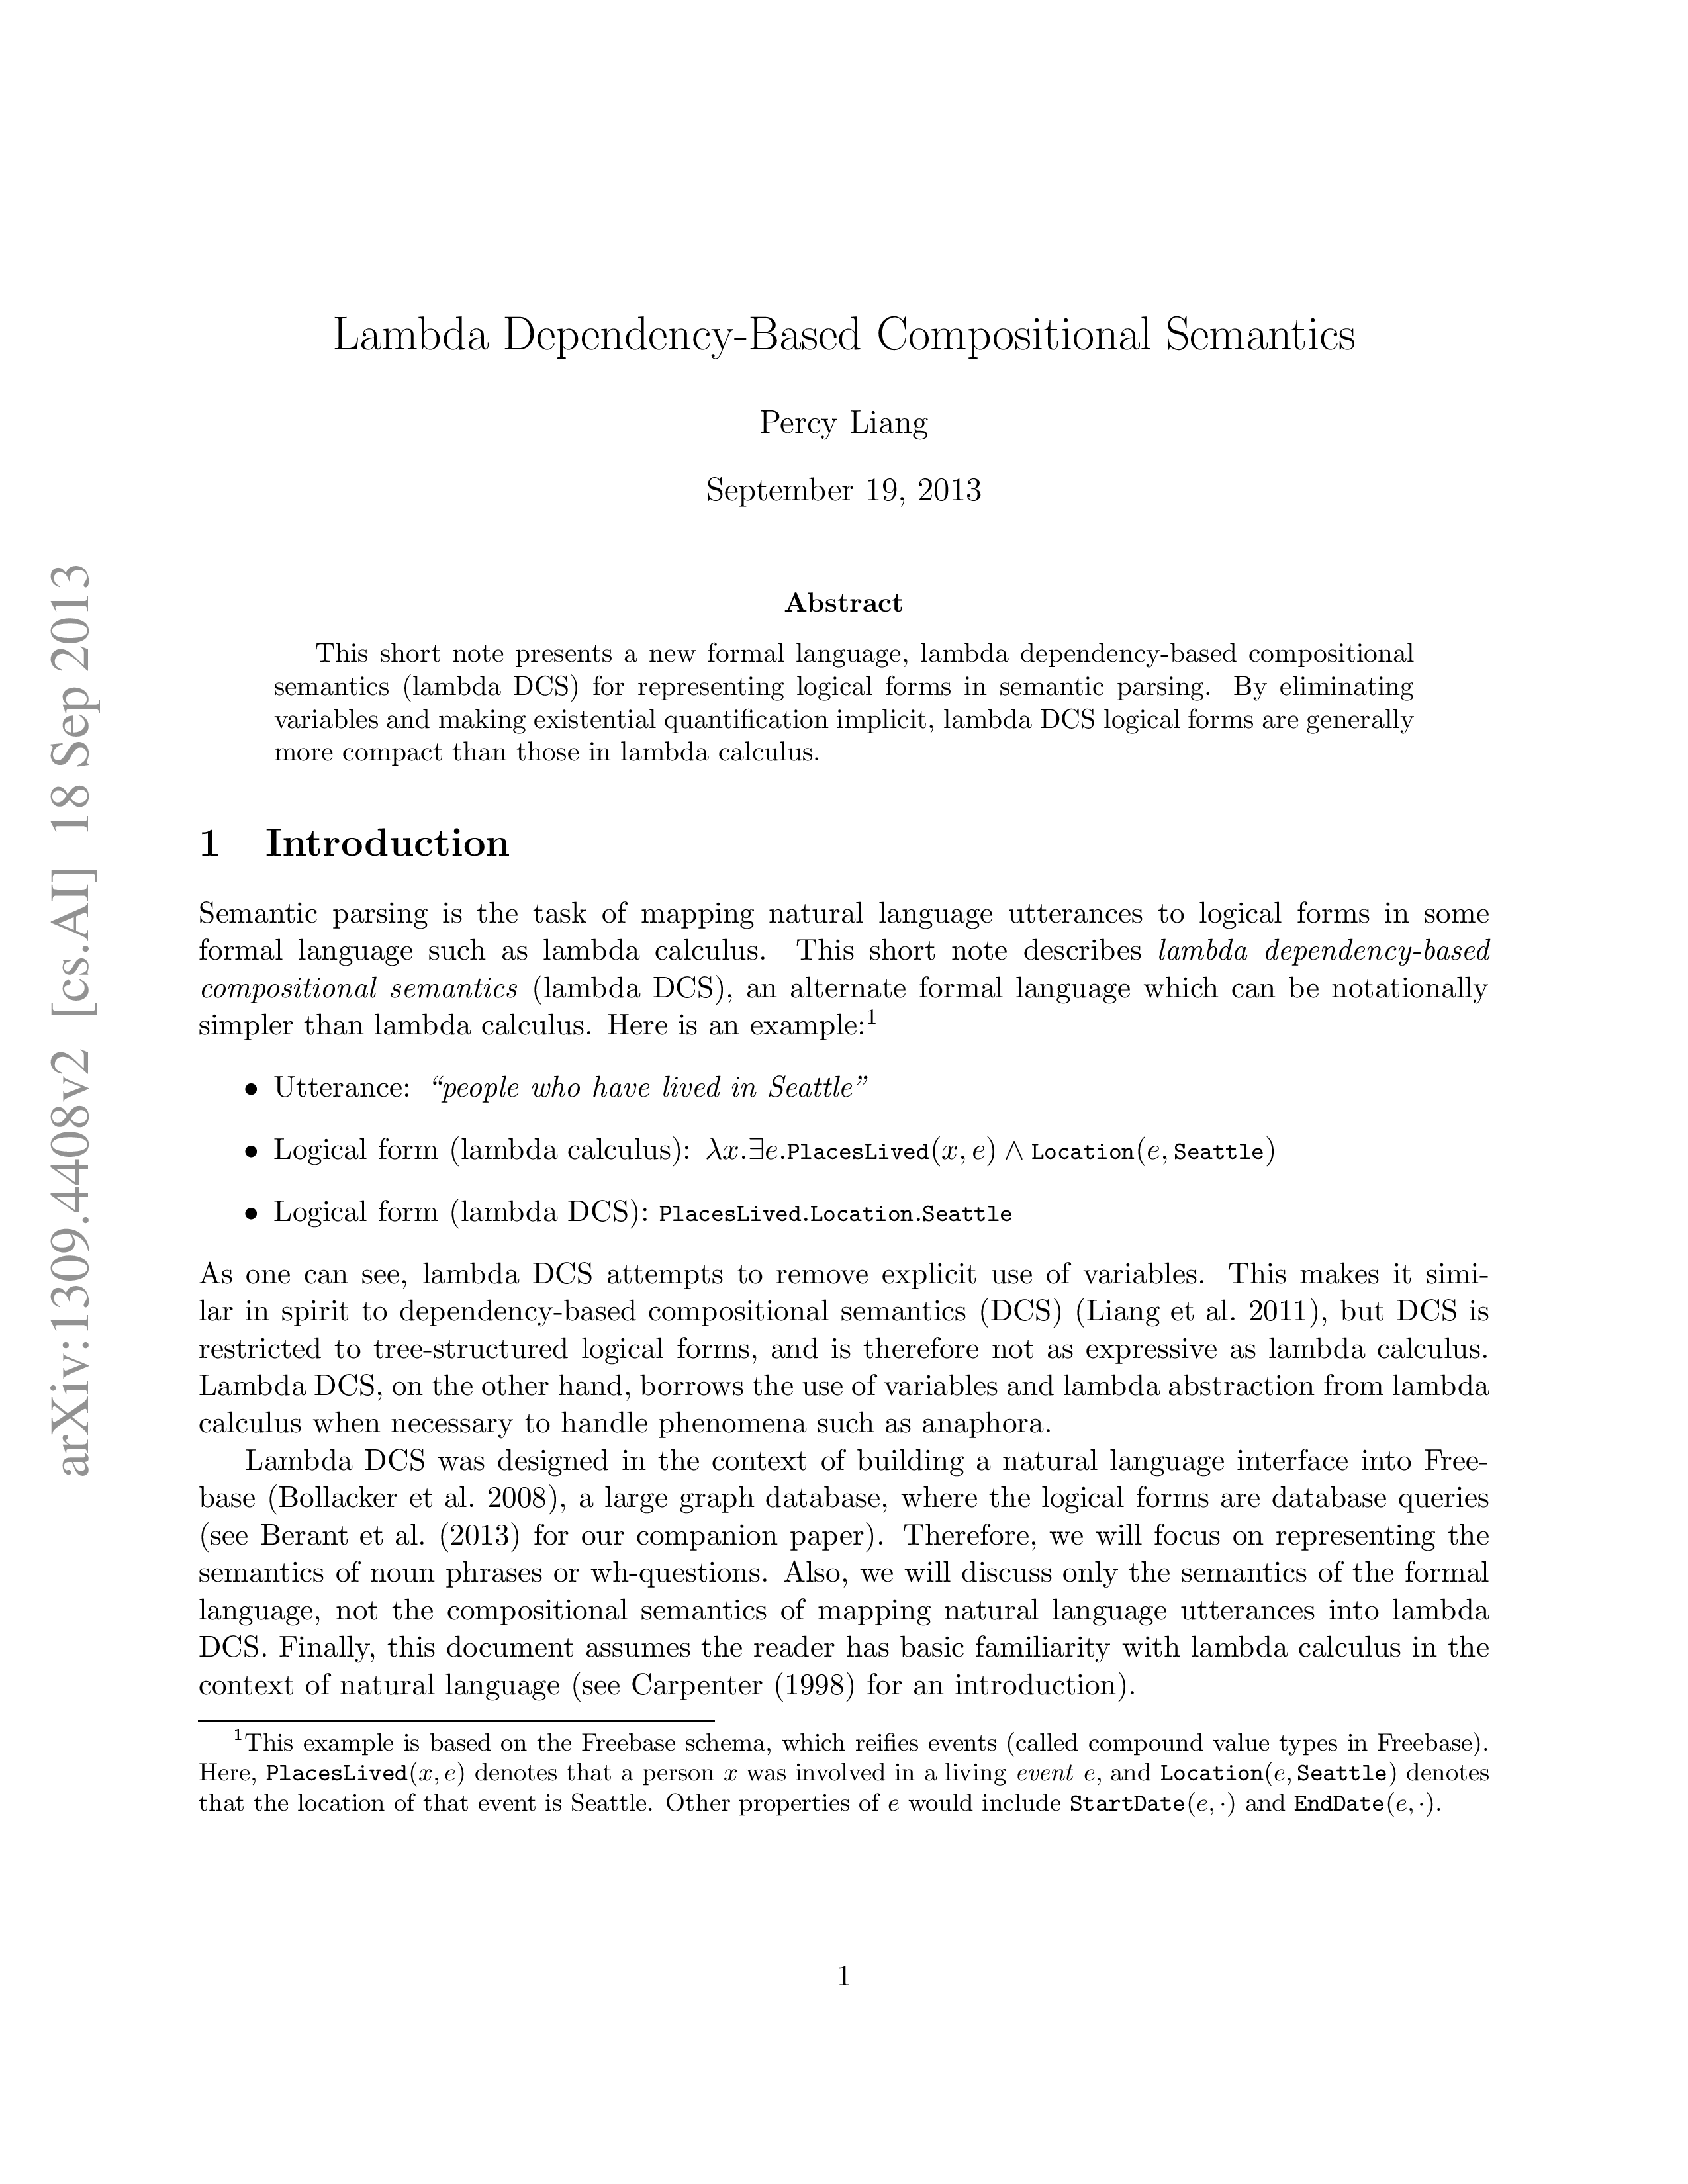 Lambda Dependency-Based Compositional Semantics
Percy Liang
September 19, 2013
arXiv:1309.4408v2 [cs.AI] 18 Sep 2013
Abstract
This short note presents a new formal language, lambda dependency-based compositional
semantics (lambda DCS) for representing logical forms in semantic parsing. By eliminating
variables and making existential quantification implicit, lambda DCS logical forms are generally
more compact than those in lambda calculus.
1 Introduction
Semantic parsing is the task of mapping natural language utterances to logical forms in some
formal language such as lambda calculus. This short note describes lambda dependency-based
compositional semantics (lambda DCS), an alternate formal language which can be notationally
simpler than lambda calculus. Here is an example:¹
• Utterance: “people who have lived in Seattle”
• Logical form (lambda calculus): λx.∃e.PlacesLived(x, e) ∧ Location(e, Seattle)
• Logical form (lambda DCS): PlacesLived.Location.Seattle
As one can see, lambda DCS attempts to remove explicit use of variables. This makes it simi-
lar in spirit to dependency-based compositional semantics (DCS) (Liang et al. 2011), but DCS is
restricted to tree-structured logical forms, and is therefore not as expressive as lambda calculus.
Lambda DCS, on the other hand, borrows the use of variables and lambda abstraction from lambda
calculus when necessary to handle phenomena such as anaphora.
Lambda DCS was designed in the context of building a natural language interface into Free-
base (Bollacker et al. 2008), a large graph database, where the logical forms are database queries
(see Berant et al. (2013) for our companion paper). Therefore, we will focus on representing the
semantics of noun phrases or wh-questions. Also, we will discuss only the semantics of the formal
language, not the compositional semantics of mapping natural language utterances into lambda
DCS. Finally, this document assumes the reader has basic familiarity with lambda calculus in the
context of natural language (see Carpenter (1998) for an introduction).
¹This example is based on the Freebase schema, which reifies events (called compound value types in Freebase).
Here, PlacesLived(x, e) denotes that a person x was involved in a living event e, and Location(e, Seattle) denotes
that the location of that event is Seattle. Other properties of e would include StartDate(e, ·) and EndDate(e, ·).
1